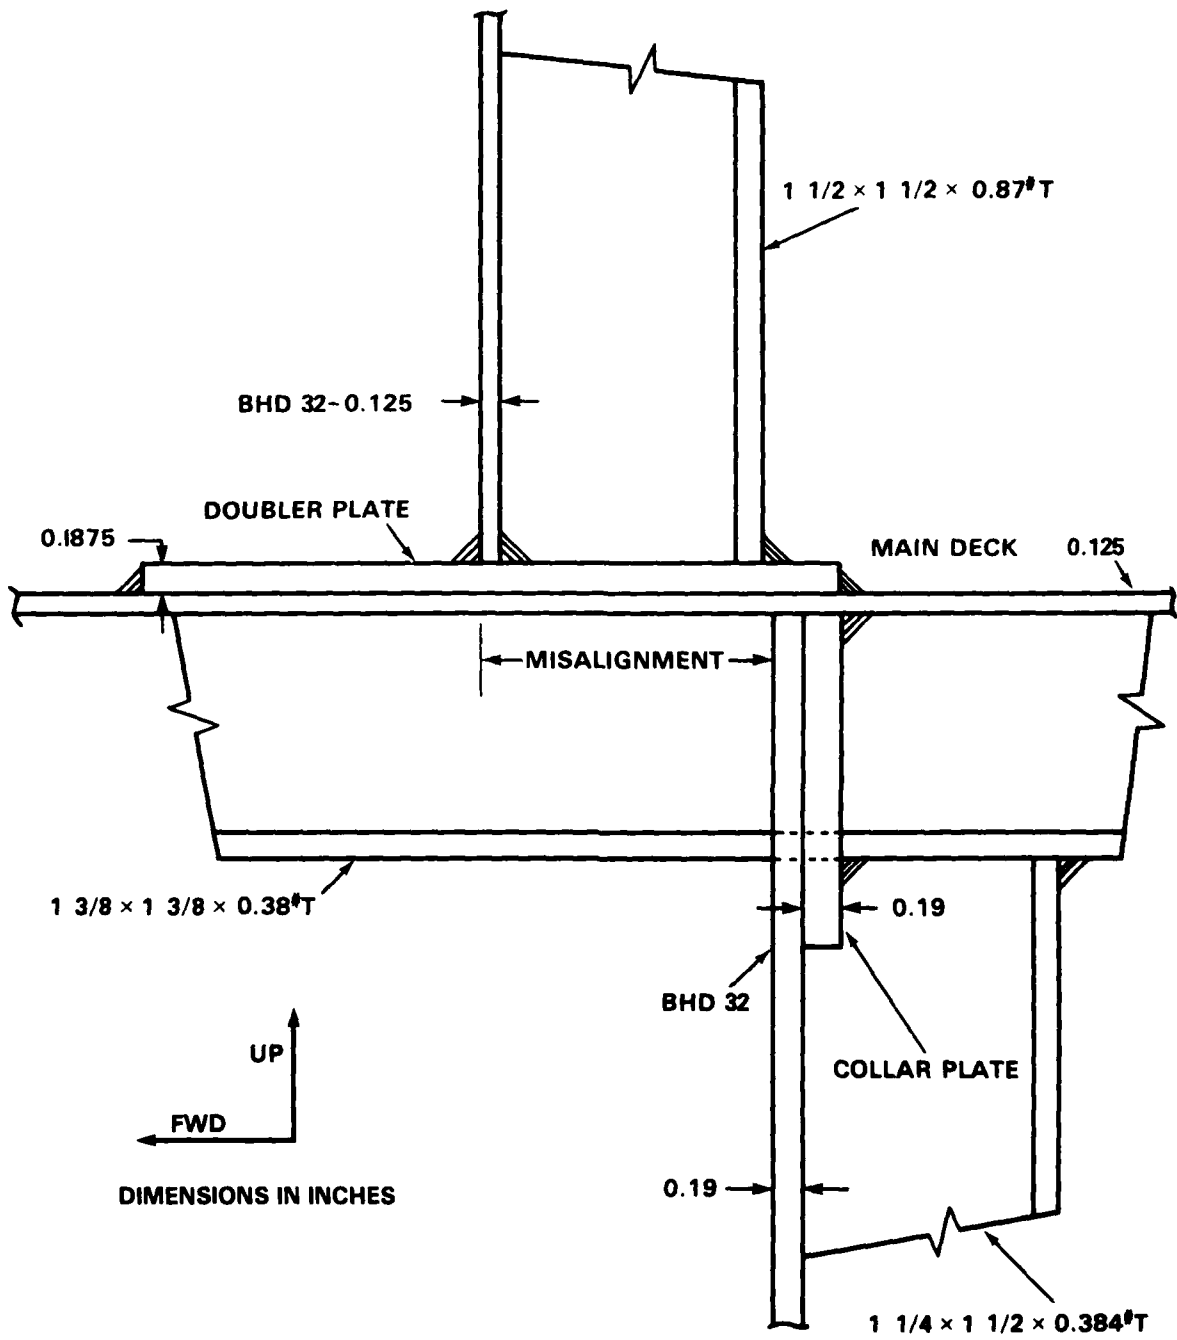 1 1/2 × 1 1/2 × 0.87#T
BHD 32-0.125
DOUBLER PLATE
0.1875
MAIN DECK 0.125
MISALIGNMENT
1 3/8 × 1 3/8 × 0.38#T
0.19
BHD 32
UP
COLLAR PLATE
FWD
DIMENSIONS IN INCHES
0.19
1 1/4 × 1 1/2 × 0.384#T